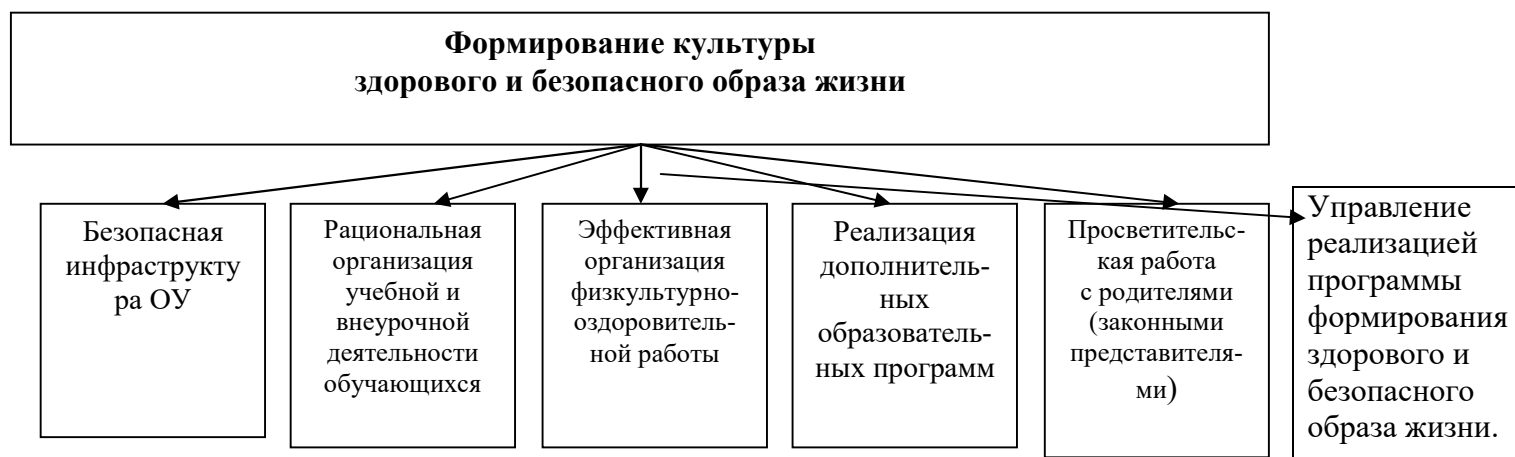 Формирование культуры
здорового и безопасного образа жизни
Безопасная
инфраструкту
ра ОУ
Рациональная
организация
учебной и
внеурочной
деятельности
обучающихся
Эффективная
организация
физкультурно-
оздоровитель-
ной работы
Реализация
дополнитель-
ных
образователь-
ных программ
Просветительс-
кая работа
с родителями
(законными
представителя-
ми)
Управление
реализацией
программы
формирования
здорового и
безопасного
образа жизни.